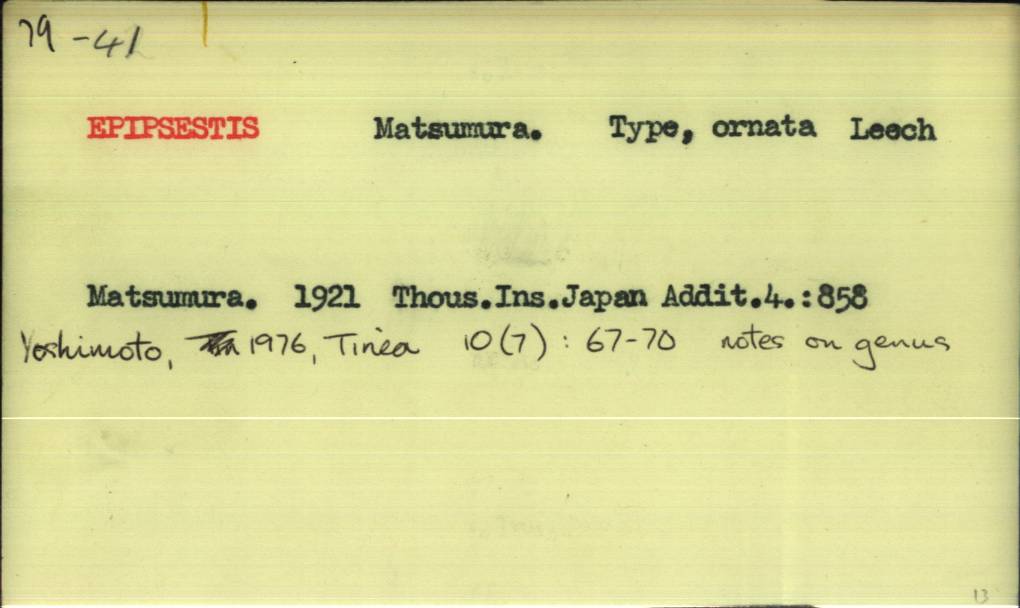 79 -41
EPIPSESTIS Matsumura. Type, ornata Leech
Matsumura. 1921 Thous.Ins.Japan Addit.4.:858
Yoshimoto, 1976, Tinea 10(7) : 67-70 notes on genus
13